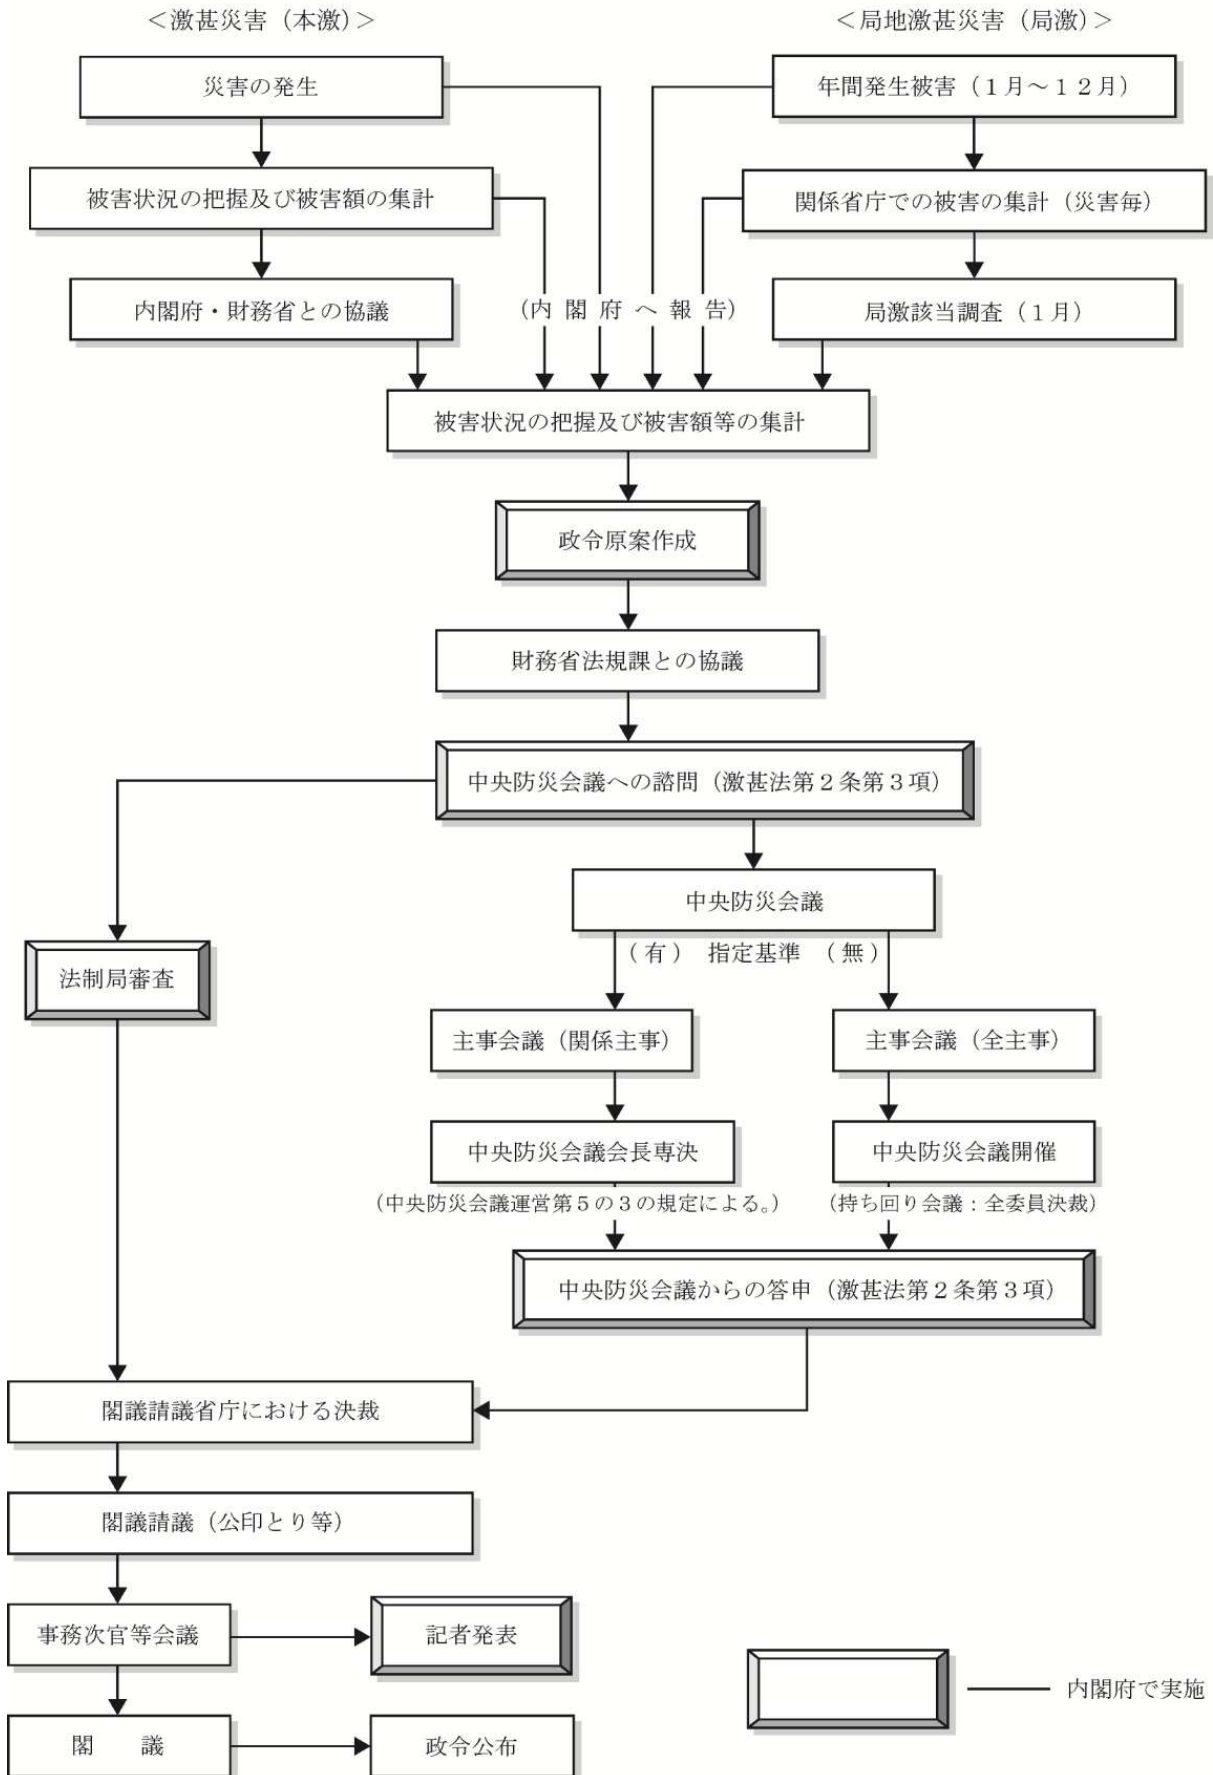 ＜激甚災害（本激）＞
＜局地激甚災害（局激）＞
災害の発生
年間発生被害（１月～１２月）
被害状況の把握及び被害額の集計
関係省庁での被害の集計（災害毎）
内閣府・財務省との協議
（内閣府へ報告）
局激該当調査（１月）
被害状況の把握及び被害額等の集計
政令原案作成
財務省法規課との協議
中央防災会議への諮問（激甚法第２条第３項）
中央防災会議
（有） 指定基準 （無）
法制局審査
主事会議（関係主事）
主事会議（全主事）
中央防災会議会長専決
中央防災会議開催
（中央防災会議運営第５の３の規定による。）
（持ち回り会議：全委員決裁）
中央防災会議からの答申（激甚法第２条第３項）
閣議請議省庁における決裁
閣議請議（公印とり等）
事務次官等会議
記者発表
内閣府で実施
閣　　議
政令公布